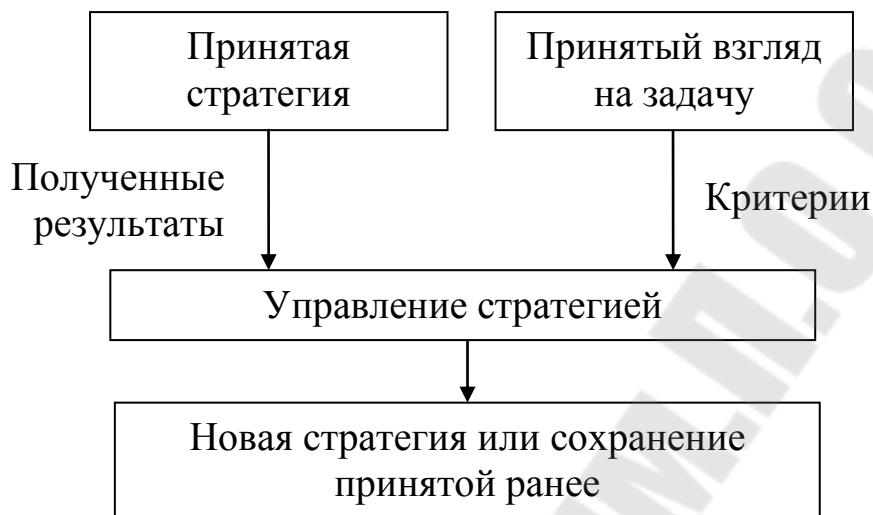 Принятая
стратегия
Принятый взгляд
на задачу
Полученные
результаты
Критерии
Управление стратегией
Новая стратегия или сохранение
принятой ранее